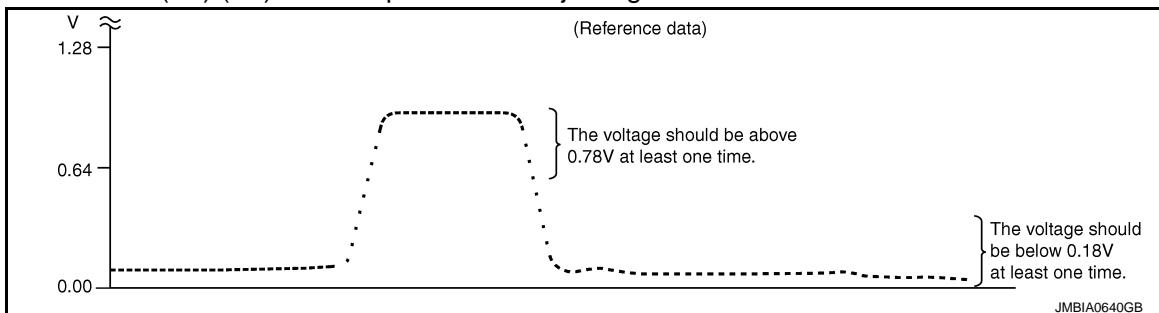 V
(Reference data)
1.28
The voltage should be above
0.78V at least one time.
0.64
The voltage should
be below 0.18V
at least one time.
0.00
JMBIA0640GB